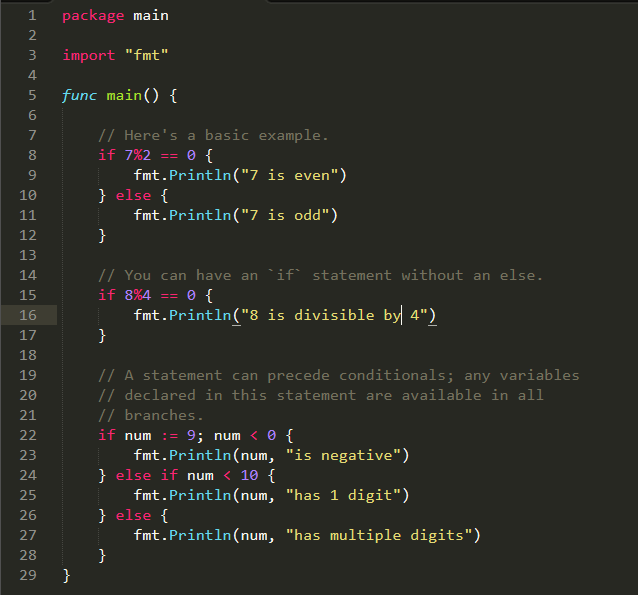 1 package main
2
3 import "fmt"
4
5 func main() {
6
7     // Here's a basic example.
8     if 7%2 == 0 {
9         fmt.Println("7 is even")
10     } else {
11         fmt.Println("7 is odd")
12     }
13
14     // You can have an `if` statement without an else.
15     if 8%4 == 0 {
16         fmt.Println("8 is divisible by 4")
17     }
18
19     // A statement can precede conditionals; any variables
20     // declared in this statement are available in all
21     // branches.
22     if num := 9; num < 0 {
23         fmt.Println(num, "is negative")
24     } else if num < 10 {
25         fmt.Println(num, "has 1 digit")
26     } else {
27         fmt.Println(num, "has multiple digits")
28     }
29 }